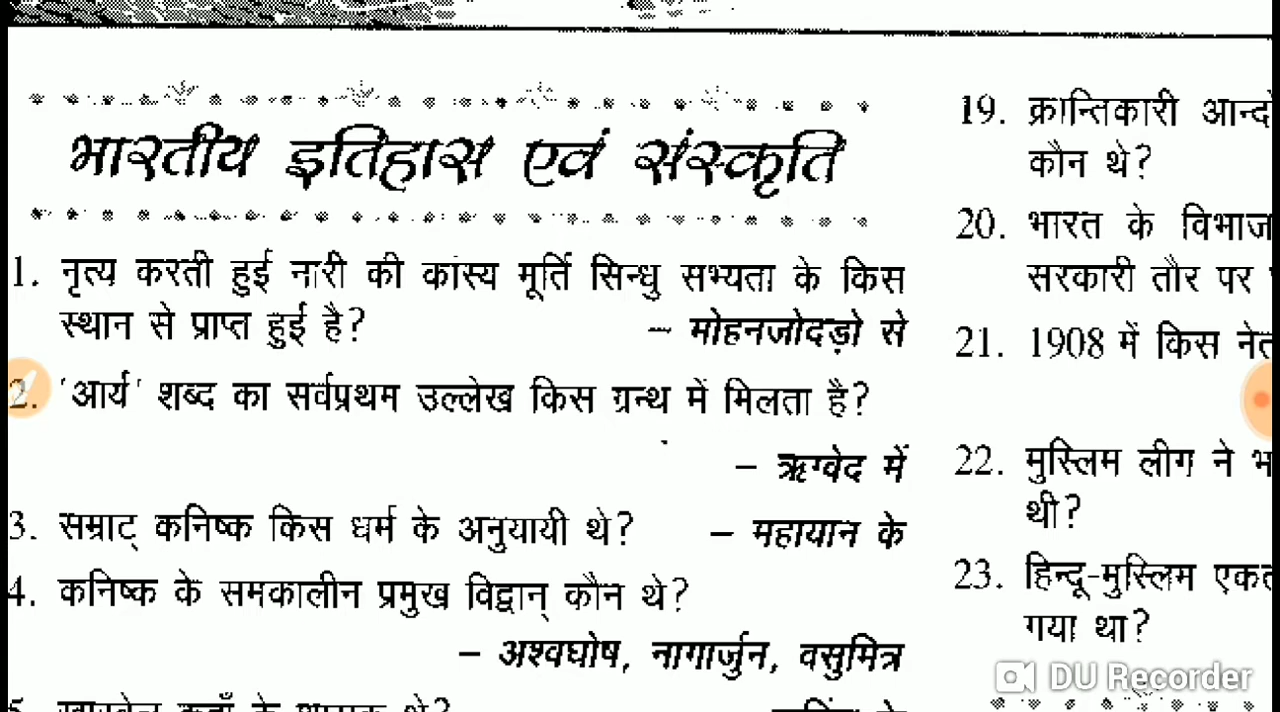 भारतीय इतिहास एवं संस्कृति
1. नृत्य करती हुई नारी की कांस्य मूर्ति सिन्धु सभ्यता के किस
स्थान से प्राप्त हुई है? – मोहनजोदड़ो से
2. 'आर्य' शब्द का सर्वप्रथम उल्लेख किस ग्रन्थ में मिलता है?
– ऋग्वेद में
3. सम्राट् कनिष्क किस धर्म के अनुयायी थे? – महायान के
4. कनिष्क के समकालीन प्रमुख विद्वान् कौन थे?
– अश्वघोष, नागार्जुन, वसुमित्र
19. क्रान्तिकारी
कौन थे?
20. भारत के
सरकारी तौर पर
21. 1908 में किस
22. मुस्लिम लीग ने
थी?
23. हिन्दू-मुस्लिम
गया था?
DU Recorder